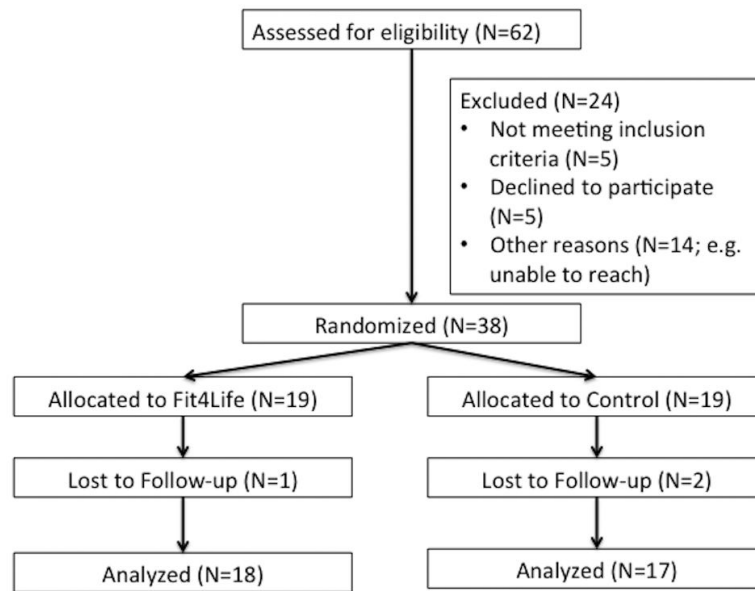 Assessed for eligibility (N=62)
Excluded (N=24)
• Not meeting inclusion
criteria (N=5)
• Declined to participate
(N=5)
• Other reasons (N=14; e.g.
unable to reach)
Randomized (N=38)
Allocated to Fit4Life (N=19)
Allocated to Control (N=19)
Lost to Follow-up (N=1)
Lost to Follow-up (N=2)
Analyzed (N=18)
Analyzed (N=17)